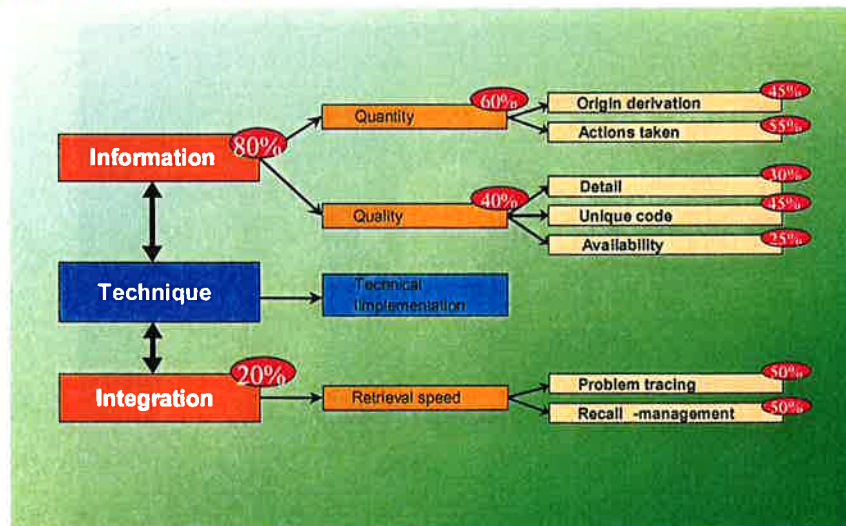 Information
80%
Quantity
60%
Origin derivation
45%
Actions taken
55%
Quality
40%
Detail
30%
Unique code
45%
Availability
25%
Technique
Technical
IImplementation
Integration
20%
Retrieval speed
Problem tracing
50%
Recall -management
50%